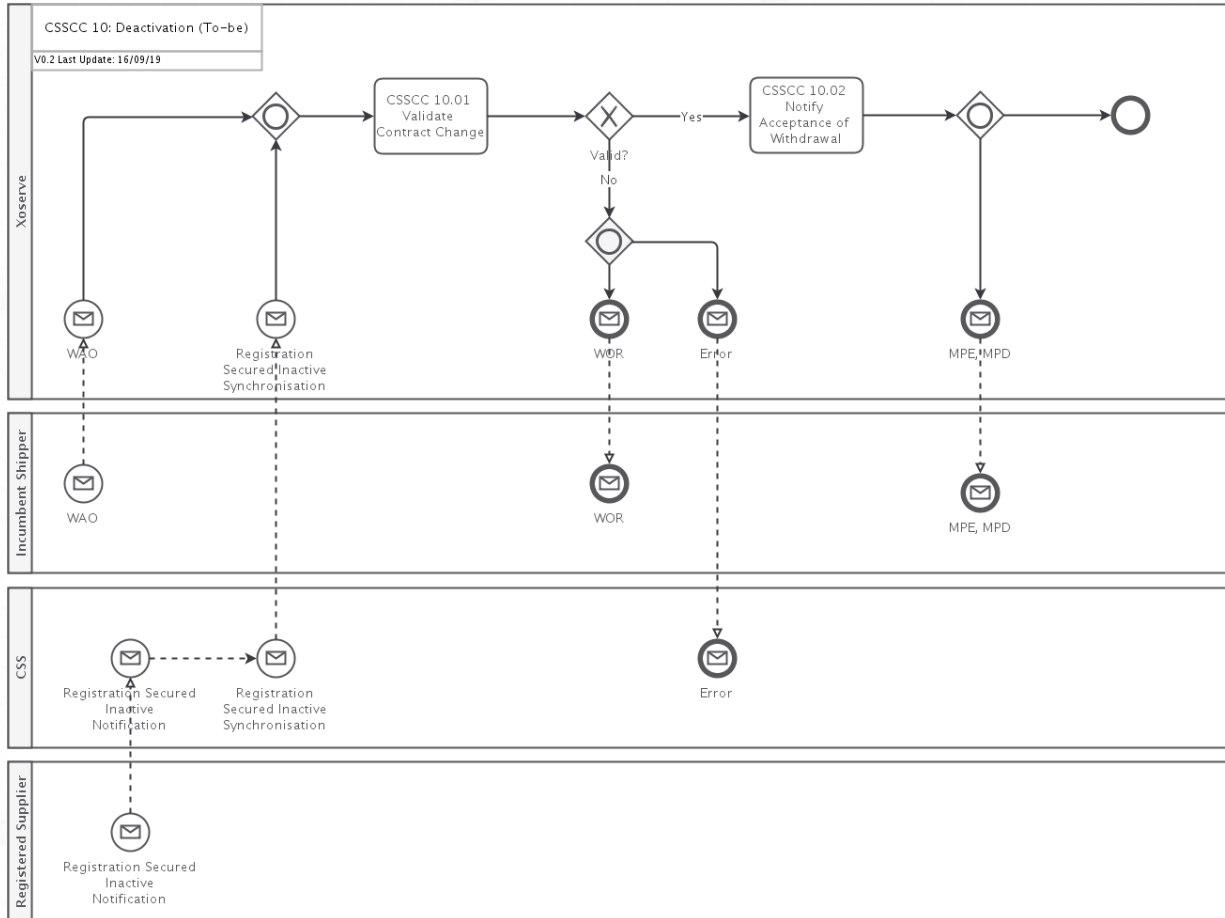 CSSCC 10: Deactivation (To-be)
V0.2 Last Update: 16/09/19
Xoserve
CSSCC 10.01
Validate
Contract Change
Valid?
Yes
No
CSSCC 10.02
Notify
Acceptance of
Withdrawal
WAO
Registration
Secured Inactive
Synchronisation
WOR
Error
MPE, MPD
Incumbent Shipper
WAO
WOR
MPE, MPD
CSS
Registration Secured
Inactive
Notification
Registration
Secured Inactive
Synchronisation
Error
Registered Supplier
Registration Secured
Inactive
Notification